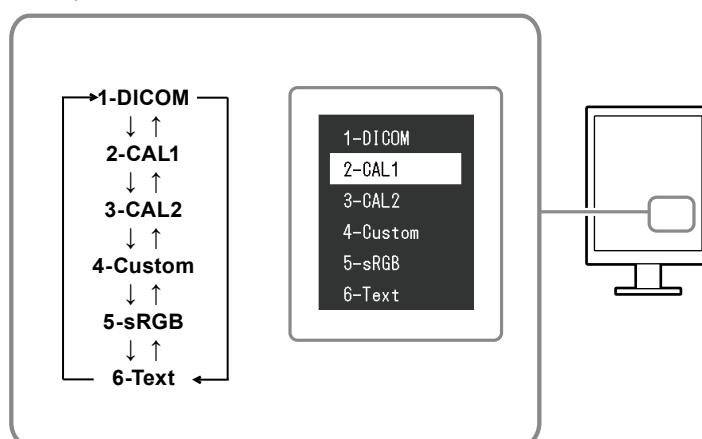 1-DICOM
↓ ↑
2-CAL1
↓ ↑
3-CAL2
↓ ↑
4-Custom
↓ ↑
5-sRGB
↓ ↑
6-Text
1-DICOM
2-CAL1
3-CAL2
4-Custom
5-sRGB
6-Text